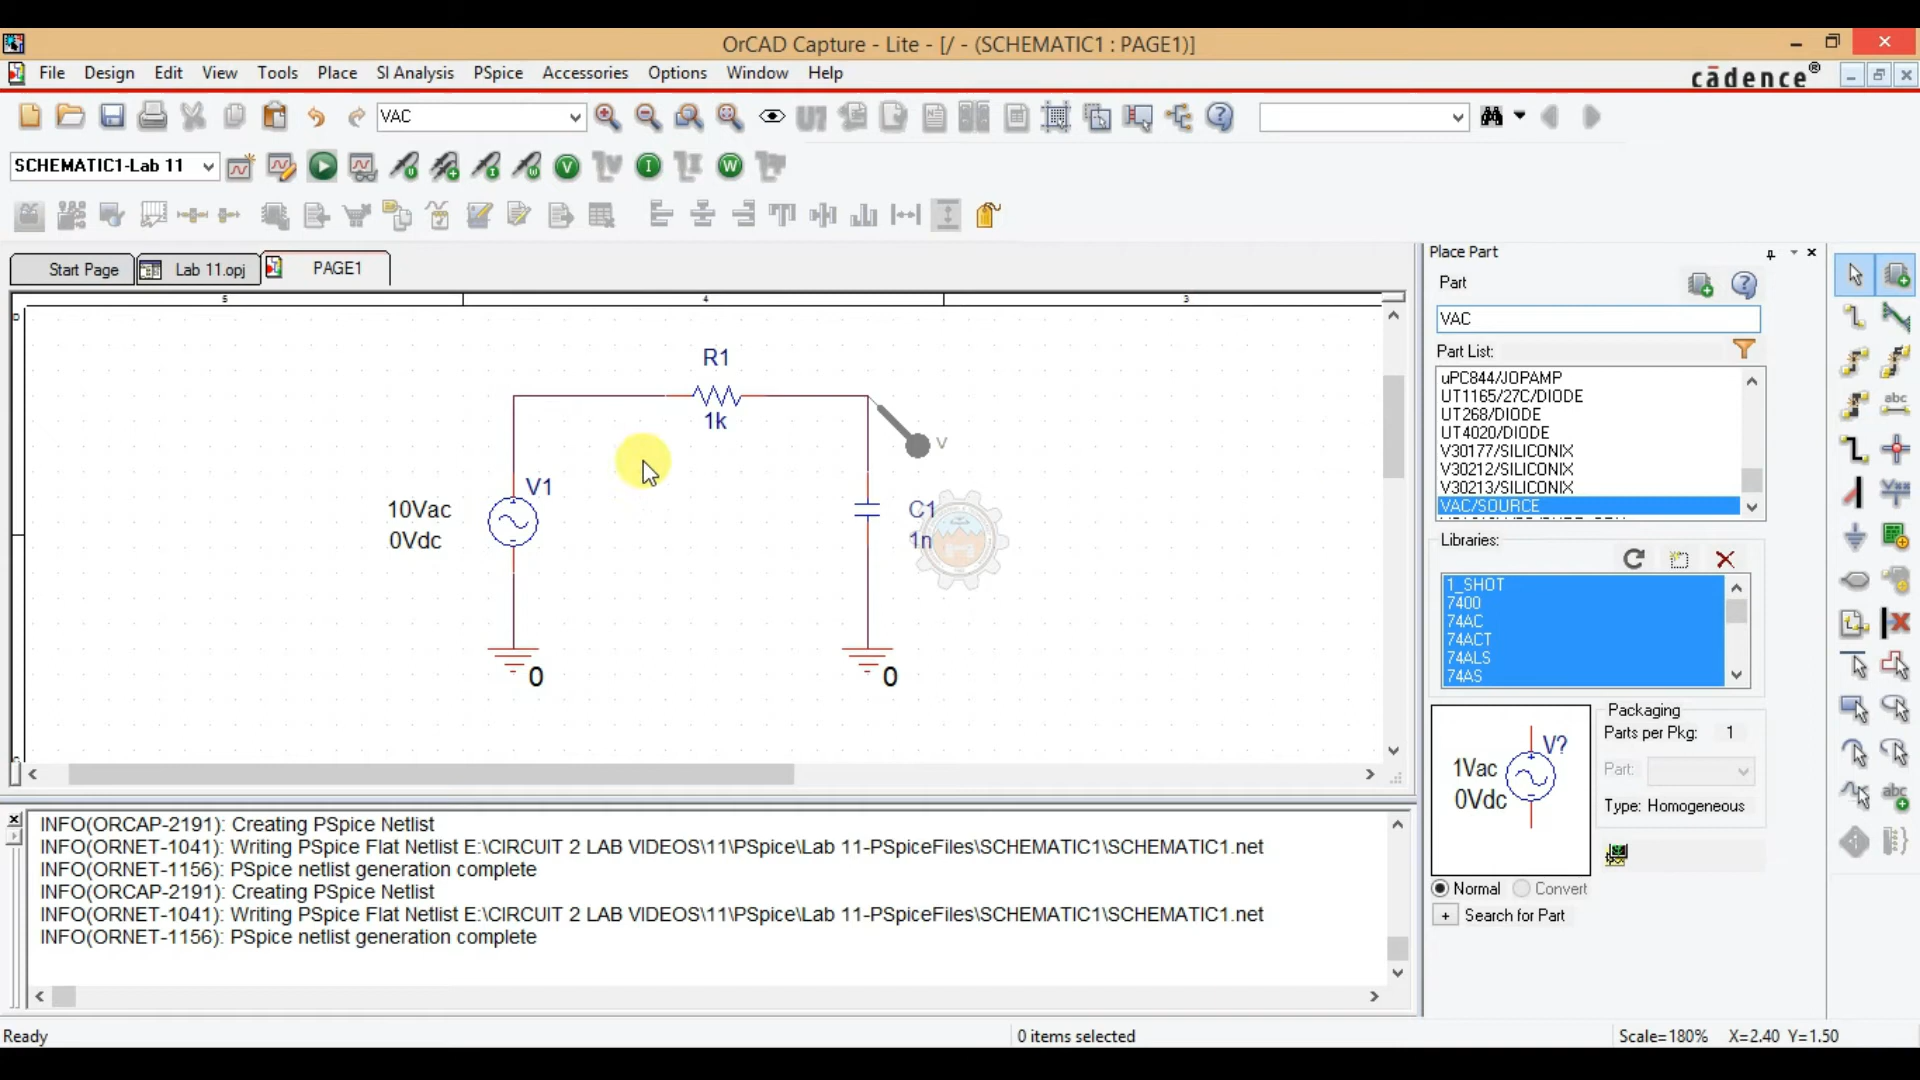 OrCAD Capture - Lite - [/ - (SCHEMATIC1 : PAGE1)]
File Design Edit View Tools Place SI Analysis PSpice Accessories Options Window Help
cādence®
VAC
U?
SCHEMATIC1-Lab 11
V I W
Start Page Lab 11.opj PAGE1
5 4 3
R1
1k
V
V1
10Vac
0Vdc
C1
1n
0 0
Place Part
Part
VAC
Part List:
uPC844/JOPAMP
UT1165/27C/DIODE
UT268/DIODE
UT4020/DIODE
V30177/SILICONIX
V30212/SILICONIX
V30213/SILICONIX
VAC/SOURCE
Libraries:
1_SHOT
7400
74AC
74ACT
74ALS
74AS
V?
1Vac
0Vdc
Packaging
Parts per Pkg: 1
Part:
Type: Homogeneous
Normal Convert
+ Search for Part
abc
abc
INFO(ORCAP-2191): Creating PSpice Netlist
INFO(ORNET-1041): Writing PSpice Flat Netlist E:\CIRCUIT 2 LAB VIDEOS\11\PSpice\Lab 11-PSpiceFiles\SCHEMATIC1\SCHEMATIC1.net
INFO(ORNET-1156): PSpice netlist generation complete
INFO(ORCAP-2191): Creating PSpice Netlist
INFO(ORNET-1041): Writing PSpice Flat Netlist E:\CIRCUIT 2 LAB VIDEOS\11\PSpice\Lab 11-PSpiceFiles\SCHEMATIC1\SCHEMATIC1.net
INFO(ORNET-1156): PSpice netlist generation complete
Ready
0 items selected
Scale=180% X=2.40 Y=1.50